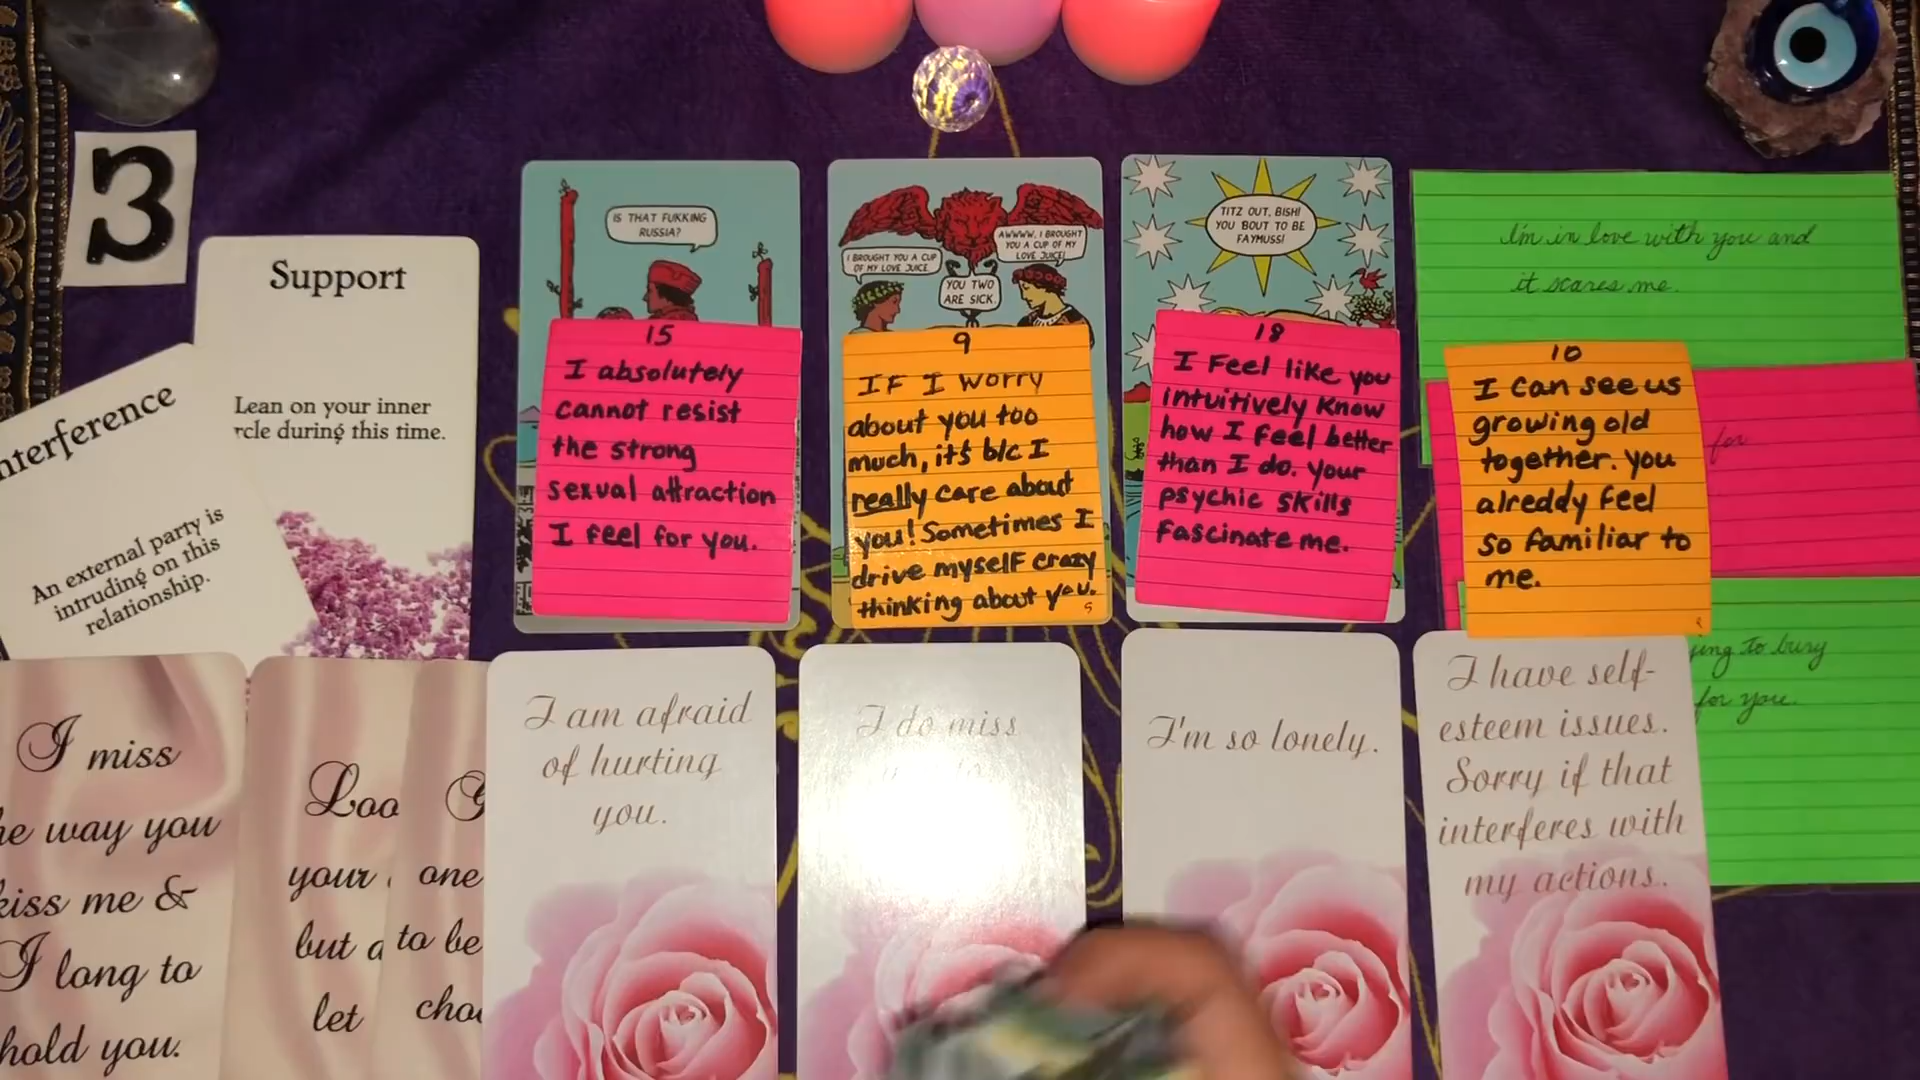 3
Support
Lean on your inner
rcle during this time.
nterference
An external party is
intruding on this
relationship.
IS THAT FUKKING
RUSSIA?
I BROUGHT YOU A CUP
OF MY LOVE JUICE.
AWWWW, I BROUGHT
YOU A CUP OF MY
LOVE JUICE!
YOU TWO
ARE SICK.
TITZ OUT, BISH!
YOU 'BOUT TO BE
FAYMUSS!
I'm in love with you and
it scares me.
15
I absolutely
cannot resist
the strong
sexual attraction
I feel for you.
9
IF I worry
about you too
much, it's b/c I
really care about
you! Sometimes I
drive myself crazy
thinking about you.
18
I Feel like you
intuitively know
how I feel better
than I do. Your
psychic skills
fascinate me.
10
I can see us
growing old
together. you
alreddy feel
so familiar to
me.
for
ying to bury
for you.
I miss
he way you
kiss me &
I long to
hold you.
Loo
your
but a
let
G
one
to be
cho
I am afraid
of hurting
you.
I do miss
I'm so lonely.
I have self-
esteem issues.
Sorry if that
interferes with
my actions.